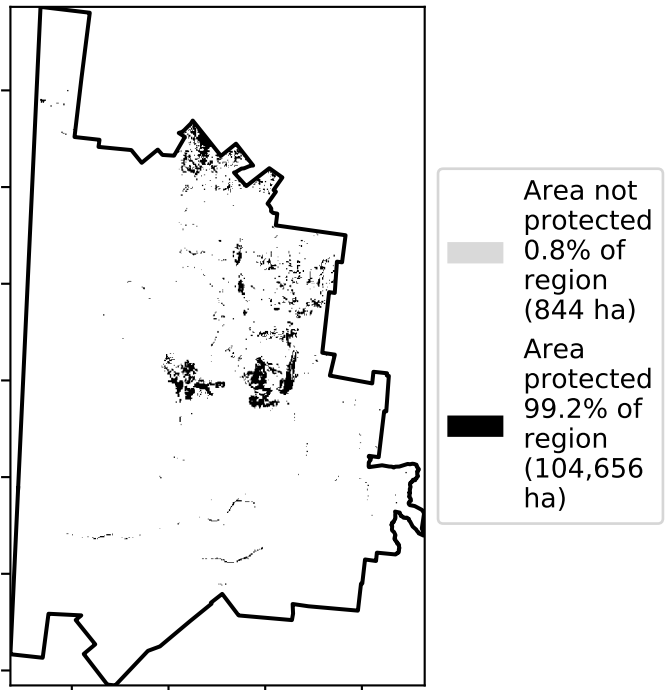 Area not
protected
0.8% of
region
(844 ha)
Area
protected
99.2% of
region
(104,656
ha)